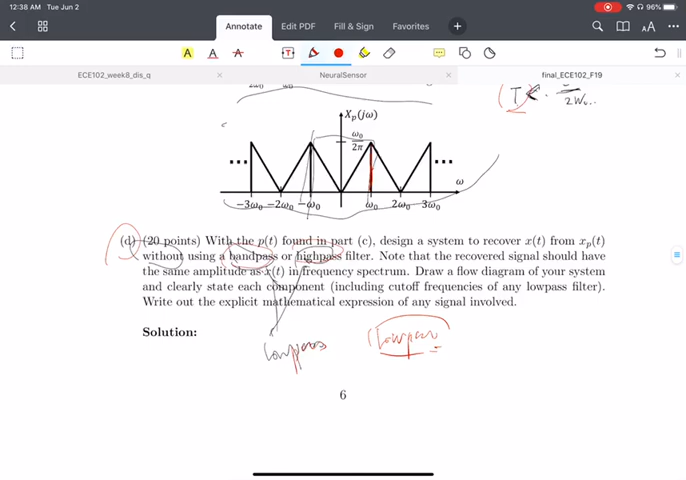 12:38 AM Tue Jun 2
96%
Annotate Edit PDF Fill & Sign Favorites
A A A T
AA
ECE102_week8_dis_q × NeuralSensor × final_ECE102_F19
2ω0 ω0
T
2W0
Xp(jω)
ω0
2π
••• •••
ω
−3ω0 −2ω0 −ω0 ω0 2ω0 3ω0
(d) (20 points) With the p(t) found in part (c), design a system to recover x(t) from xp(t)
without using a bandpass or highpass filter. Note that the recovered signal should have
the same amplitude as x(t) in frequency spectrum. Draw a flow diagram of your system
and clearly state each component (including cutoff frequencies of any lowpass filter).
Write out the explicit mathematical expression of any signal involved.
Solution:
lowpass lowpass
6